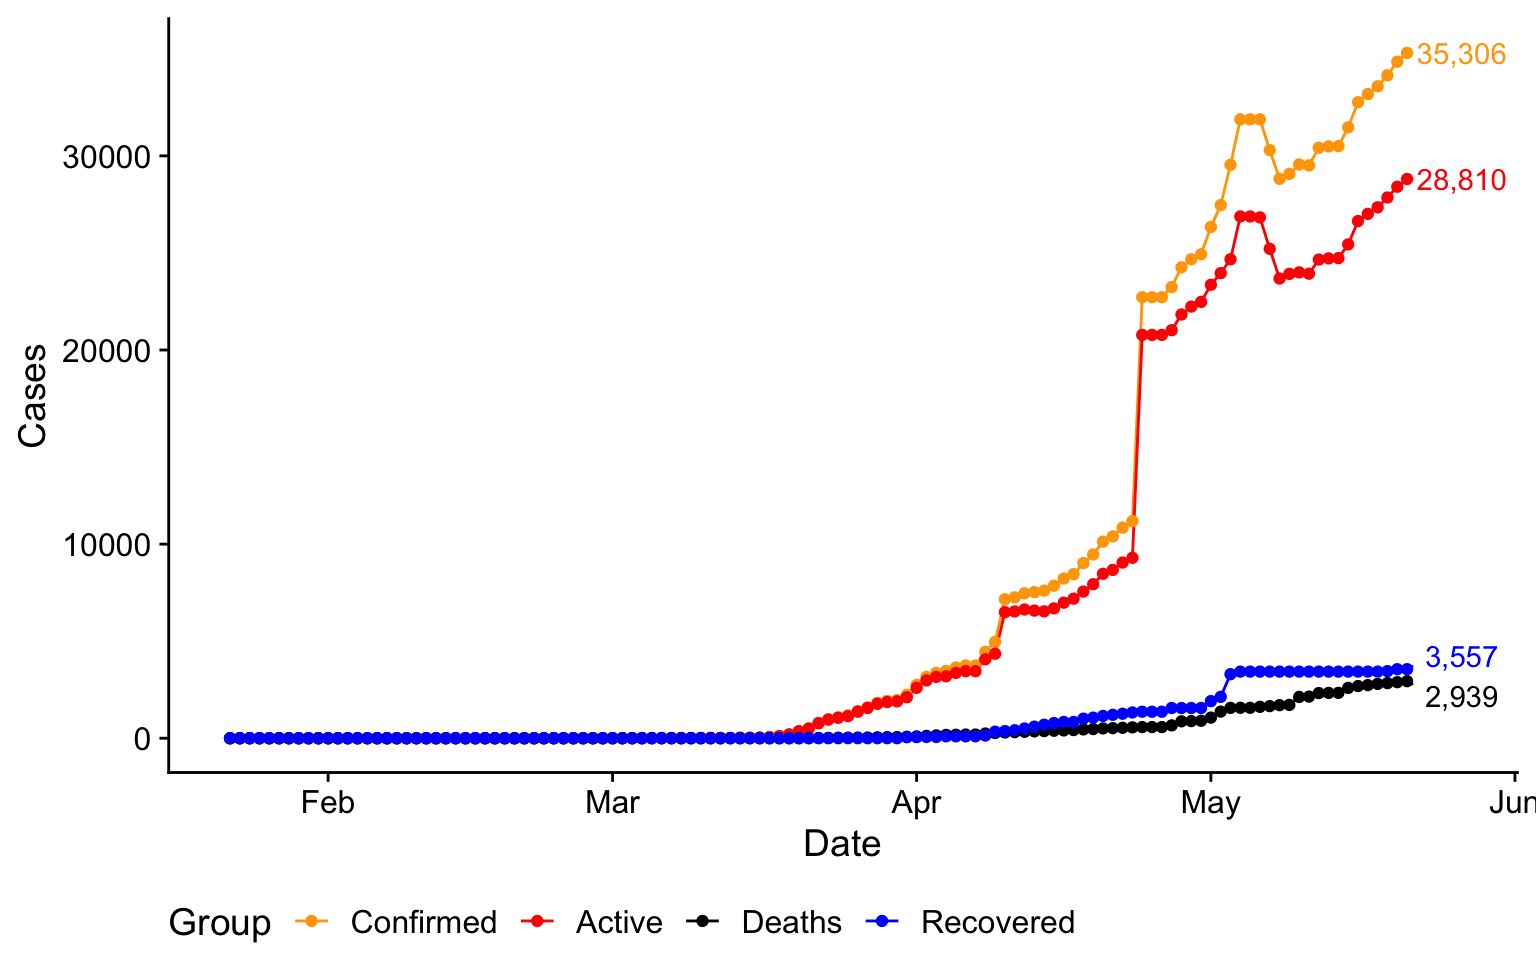 35,306
28,810
3,557
2,939
30000
20000
10000
0
Cases
Feb Mar Apr May Jun
Date
Group Confirmed Active Deaths Recovered